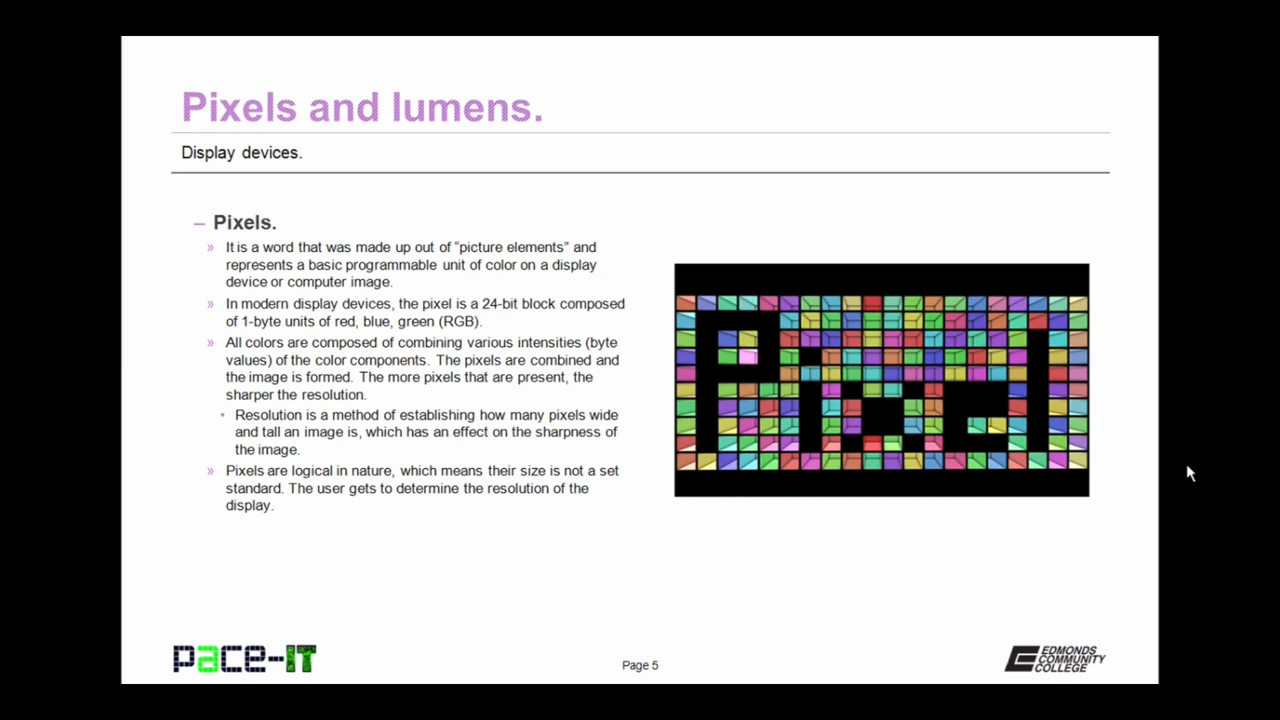 Pixels and lumens.
Display devices.
– Pixels.
» It is a word that was made up out of “picture elements” and
represents a basic programmable unit of color on a display
device or computer image.
» In modern display devices, the pixel is a 24-bit block composed
of 1-byte units of red, blue, green (RGB).
» All colors are composed of combining various intensities (byte
values) of the color components. The pixels are combined and
the image is formed. The more pixels that are present, the
sharper the resolution.
• Resolution is a method of establishing how many pixels wide
and tall an image is, which has an effect on the sharpness of
the image.
» Pixels are logical in nature, which means their size is not a set
standard. The user gets to determine the resolution of the
display.
Pixel
pace-IT
Page 5
EDMONDS
COMMUNITY
COLLEGE